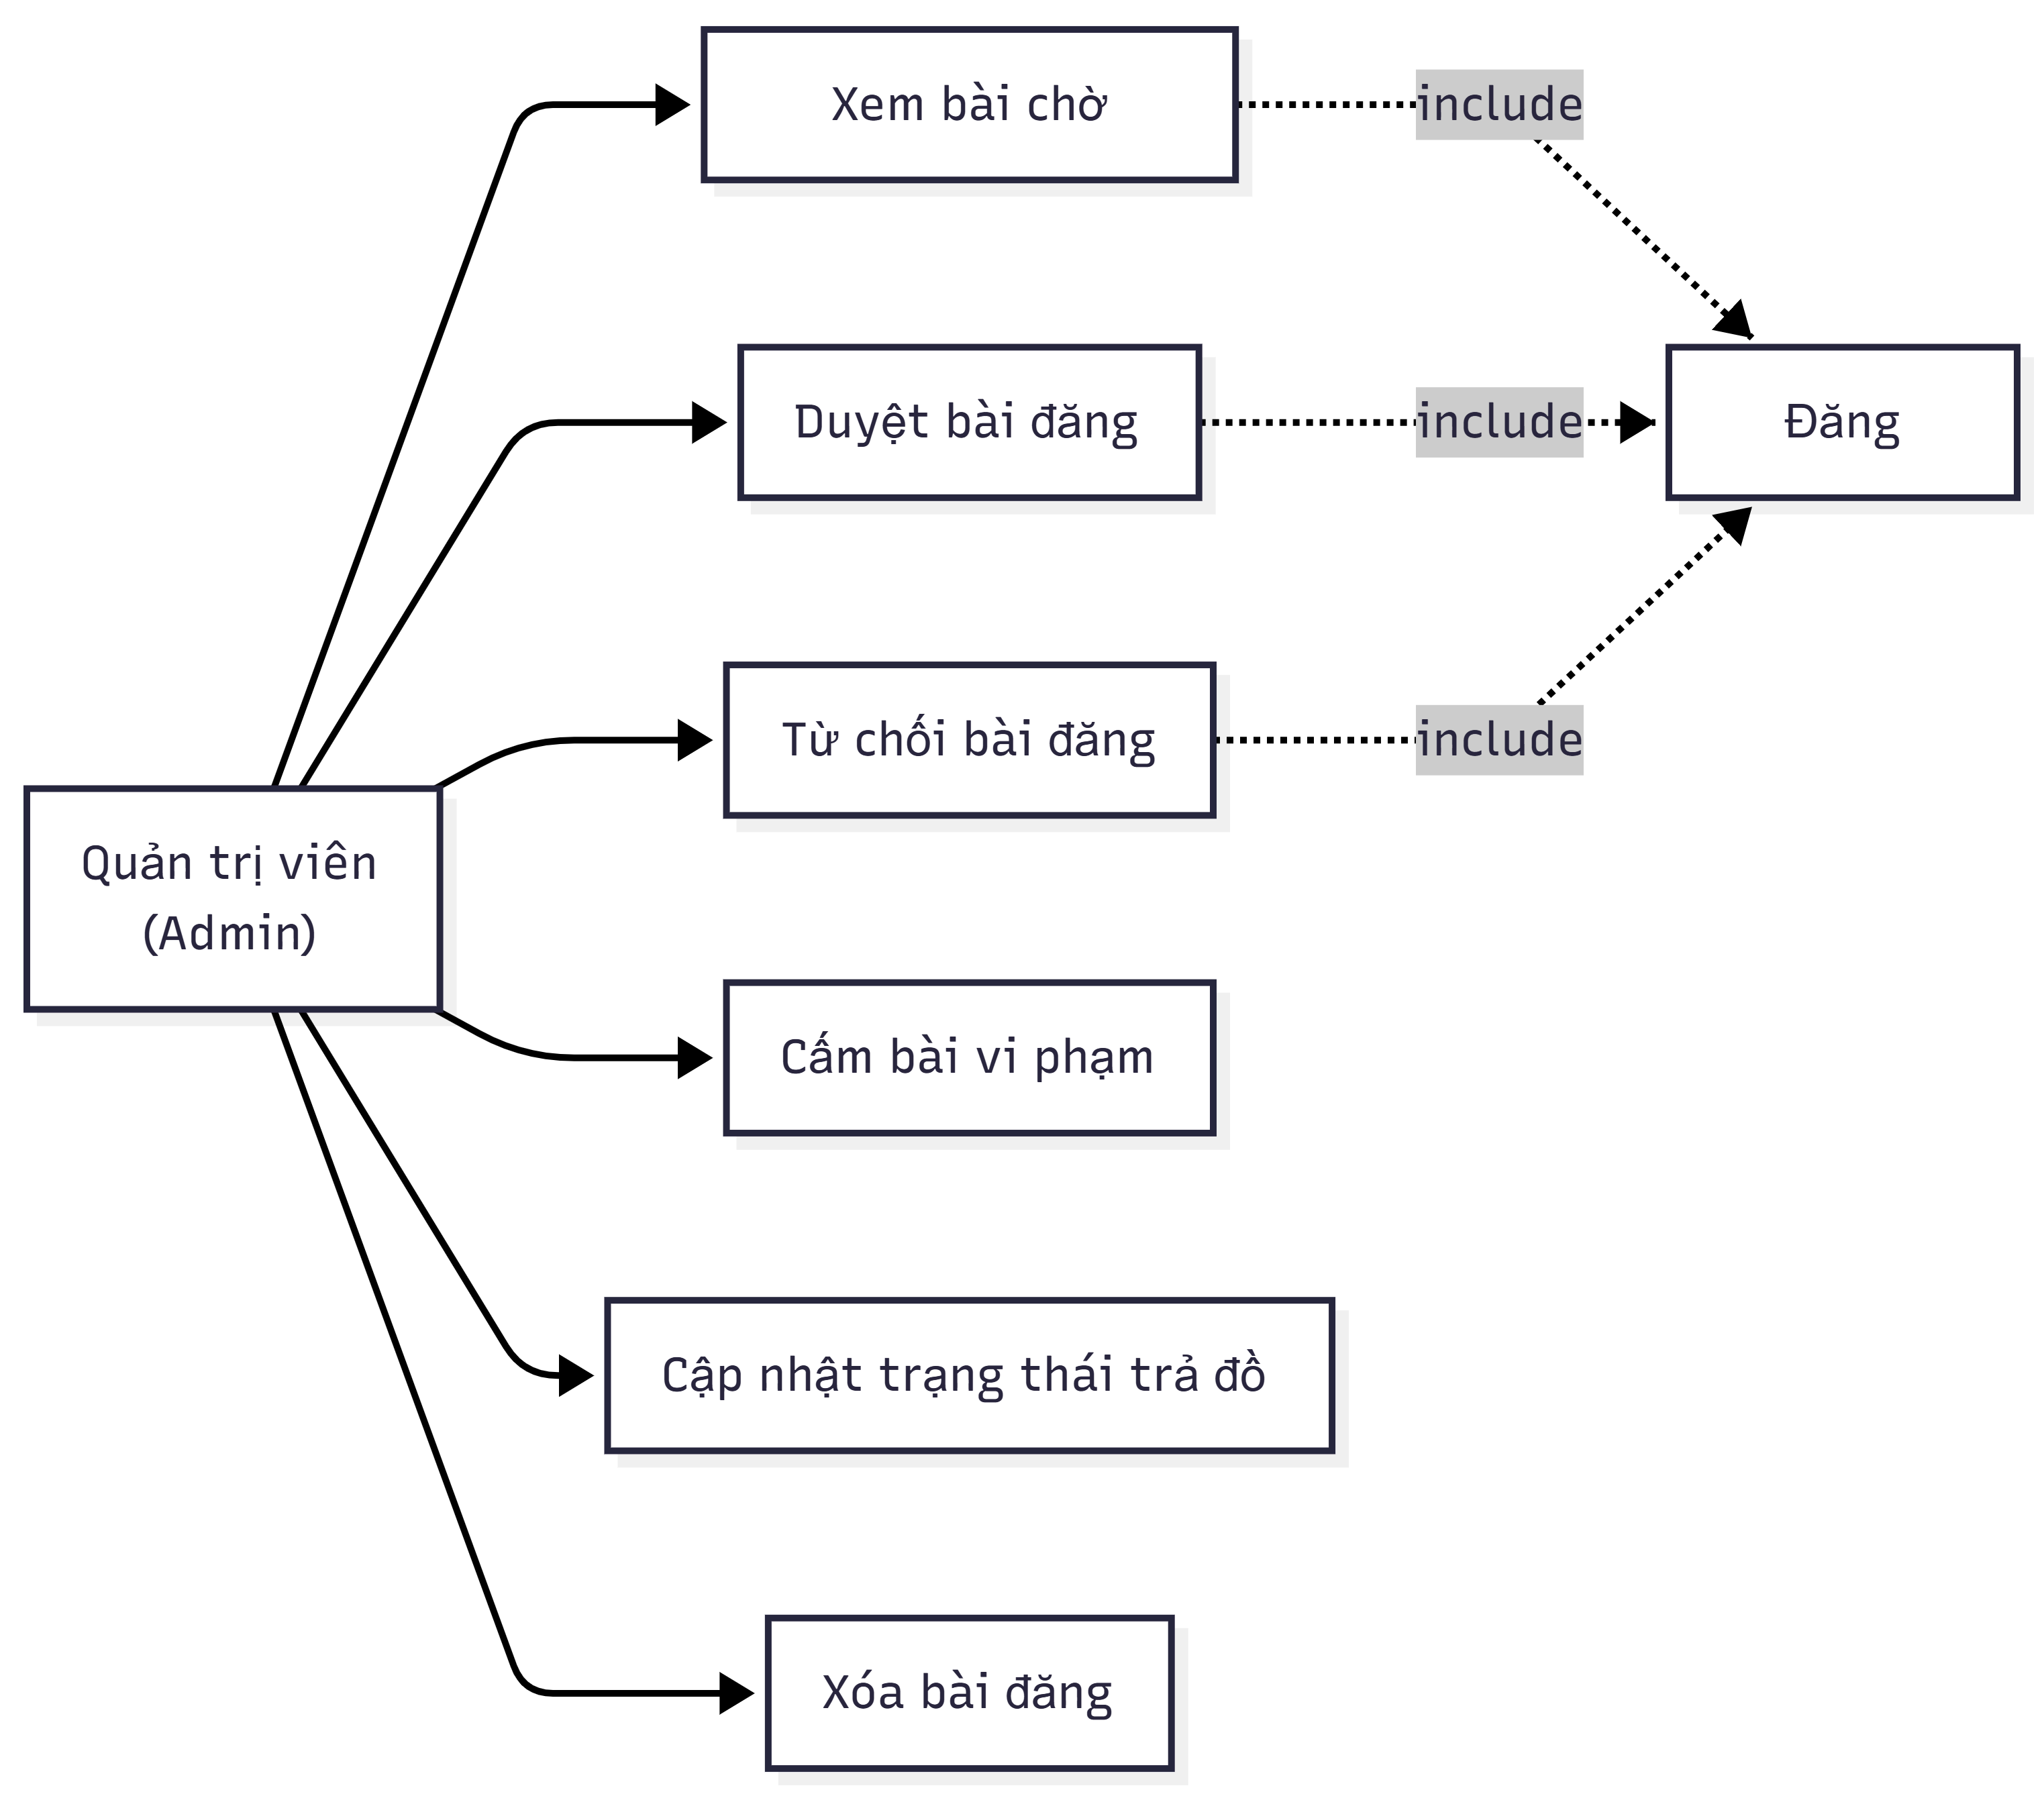 Xem bài chờ
include
Duyệt bài đăng
include
Đăng
Từ chối bài đăng
include
Quản trị viên
(Admin)
Cấm bài vi phạm
Cập nhật trạng thái trả đồ
Xóa bài đăng